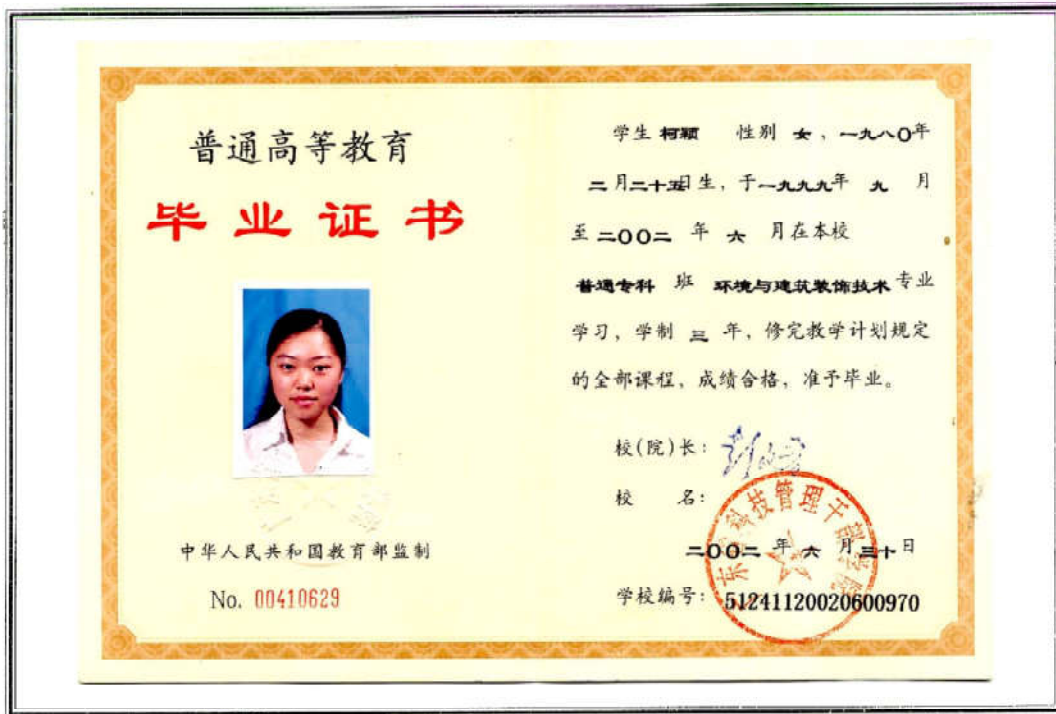 普通高等教育
毕业证书
中华人民共和国教育部监制
No. 00410629
学生 柯颖 性别 女，一九八〇年
二月二十五日生，于一九九九年 九 月
至 二〇〇二 年 六 月在本校
普通专科 班 环境与建筑装饰技术 专业
学习，学制 三 年，修完教学计划规定
的全部课程，成绩合格，准予毕业。
校(院)长：
校 名：
东省科技管理干部学院
二〇〇二 年 六 月 三十 日
学校编号：51241120020600970